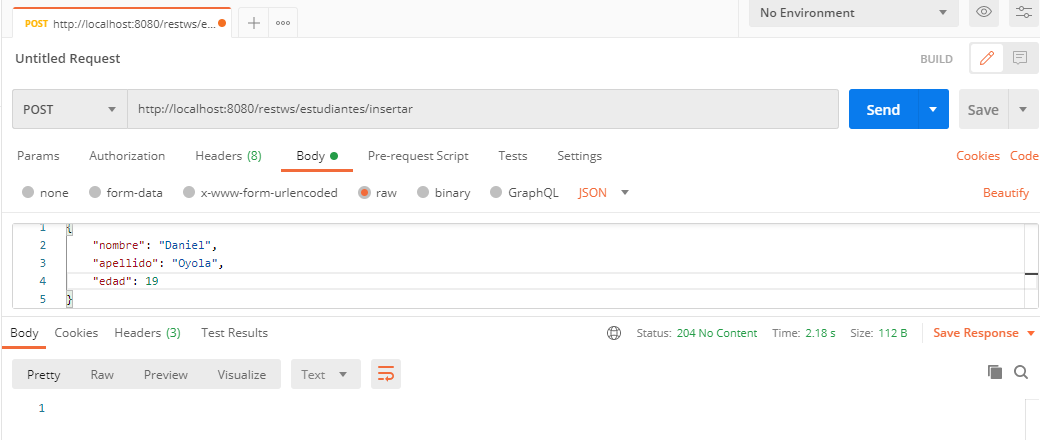 POST http://localhost:8080/restws/e... + ooo No Environment
Untitled Request BUILD
POST http://localhost:8080/restws/estudiantes/insertar Send Save
Params Authorization Headers (8) Body Pre-request Script Tests Settings Cookies Code
none form-data x-www-form-urlencoded raw binary GraphQL JSON Beautify
1 {
2 "nombre": "Daniel",
3 "apellido": "Oyola",
4 "edad": 19
5 }
Body Cookies Headers (3) Test Results Status: 204 No Content Time: 2.18 s Size: 112 B Save Response
Pretty Raw Preview Visualize Text
1